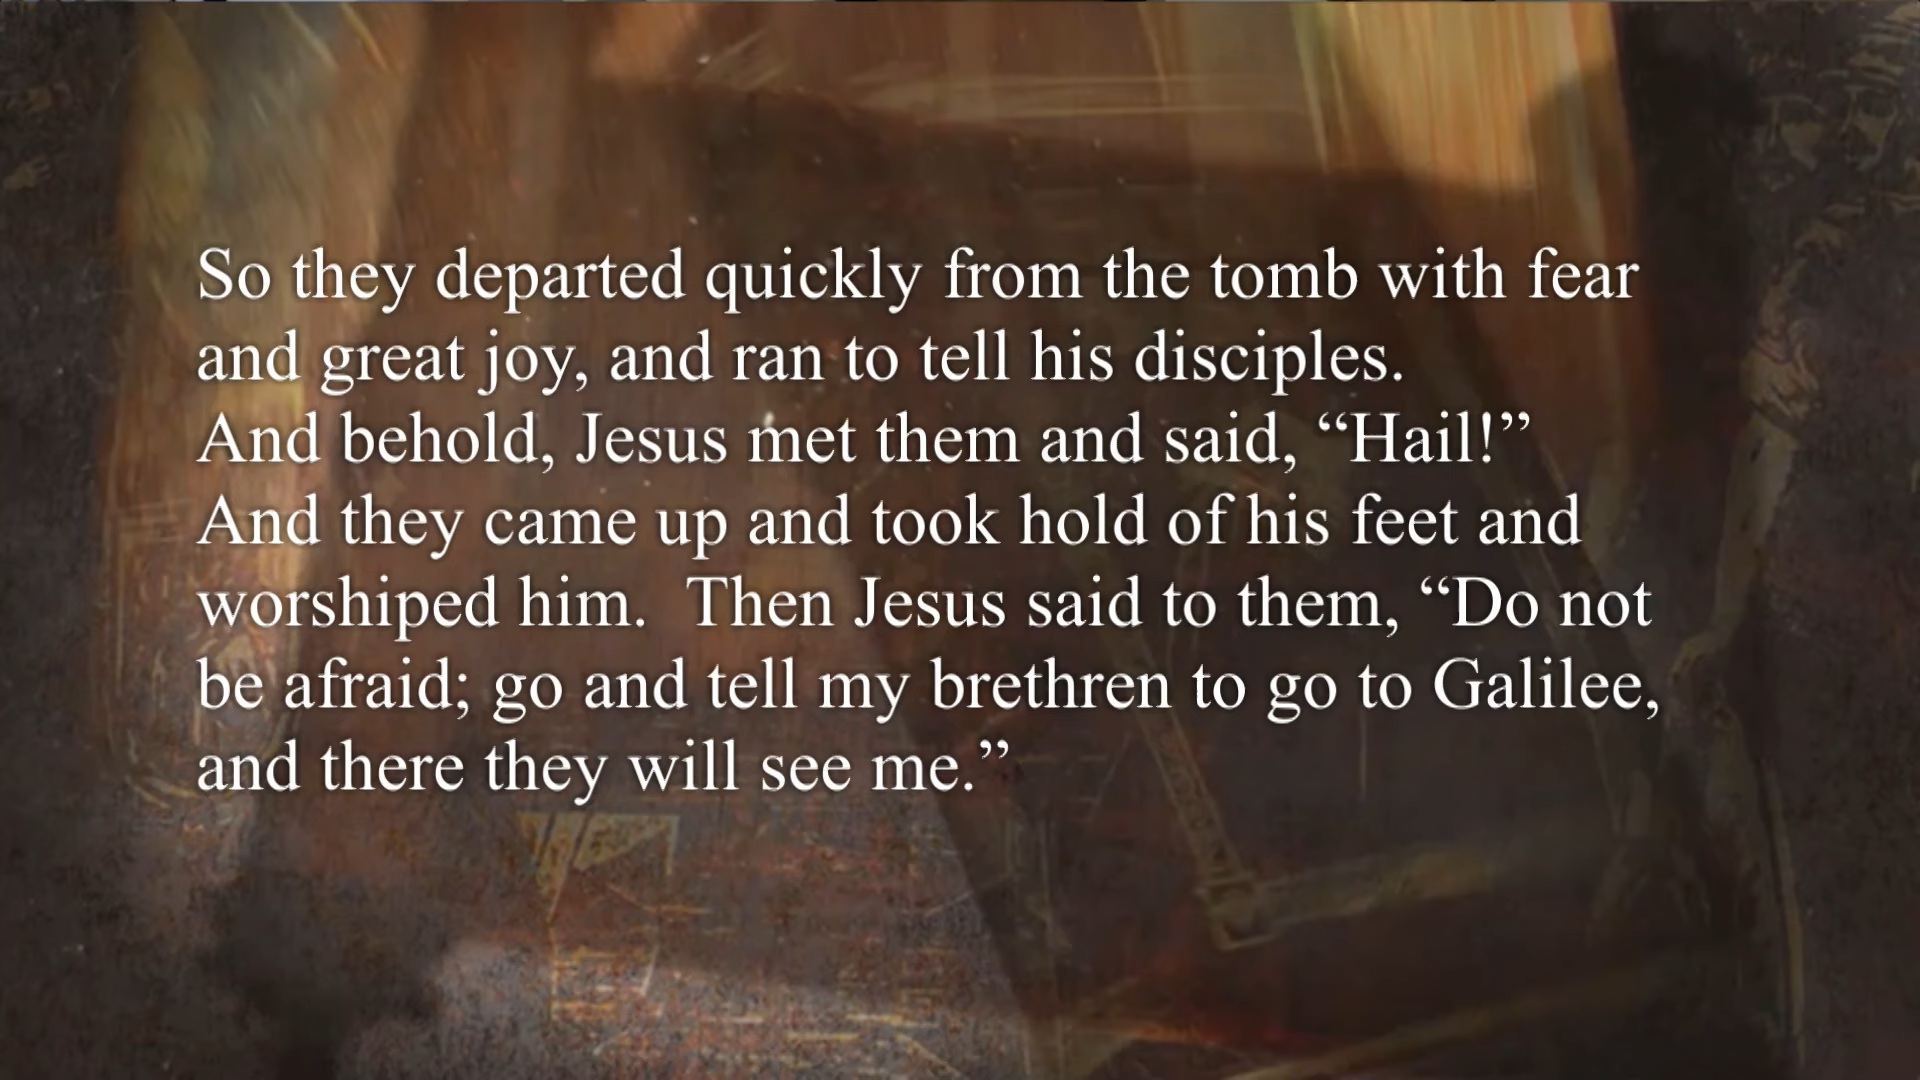 So they departed quickly from the tomb with fear
and great joy, and ran to tell his disciples.
And behold, Jesus met them and said, “Hail!”
And they came up and took hold of his feet and
worshiped him.  Then Jesus said to them, “Do not
be afraid; go and tell my brethren to go to Galilee,
and there they will see me.”